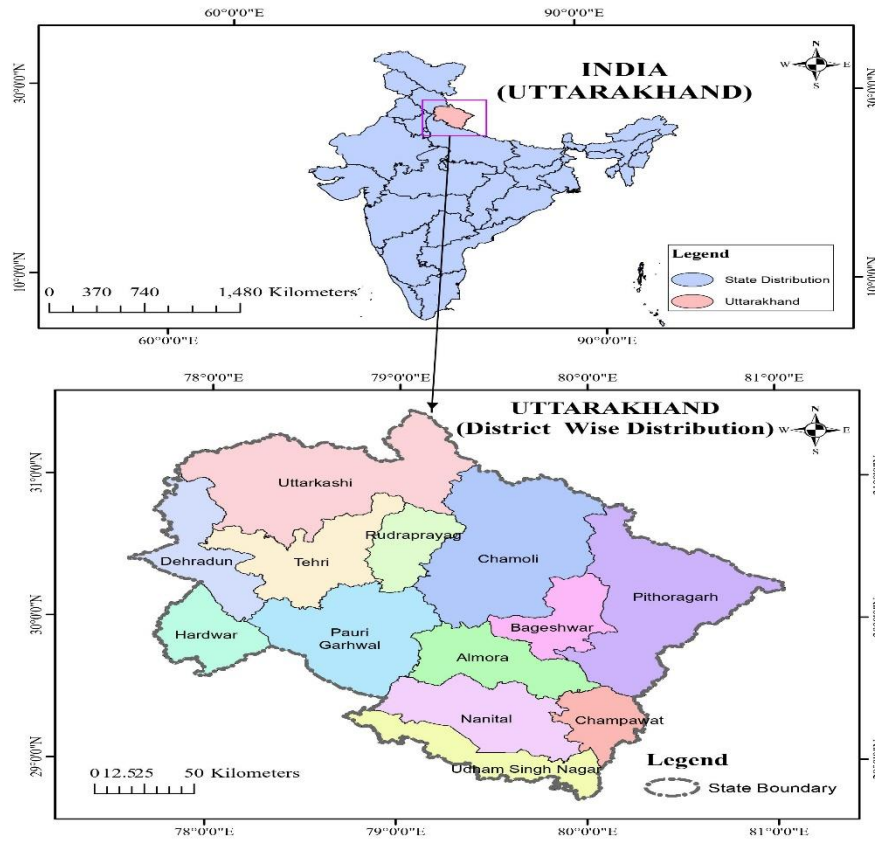 60°0'0"E 90°0'0"E
INDIA
(UTTARAKHAND)
N
W E
S
30°0'0"N
10°0'0"N
10°0'0"N
0 370 740 1,480 Kilometers
Legend
State Distribution
Uttarakhand
60°0'0"E 90°0'0"E
78°0'0"E 79°0'0"E 80°0'0"E 81°0'0"E
UTTARAKHAND
(District Wise Distribution)
N
W E
S
31°0'0"N
30°0'0"N
29°0'0"N
Uttarkashi
Rudraprayag
Dehradun
Tehri
Chamoli
Pithoragarh
Hardwar
Pauri
Garhwal
Bageshwar
Almora
Nanital
Champawat
Udham Singh Nagar
0 12.525 50 Kilometers
Legend
State Boundary
78°0'0"E 79°0'0"E 80°0'0"E 81°0'0"E